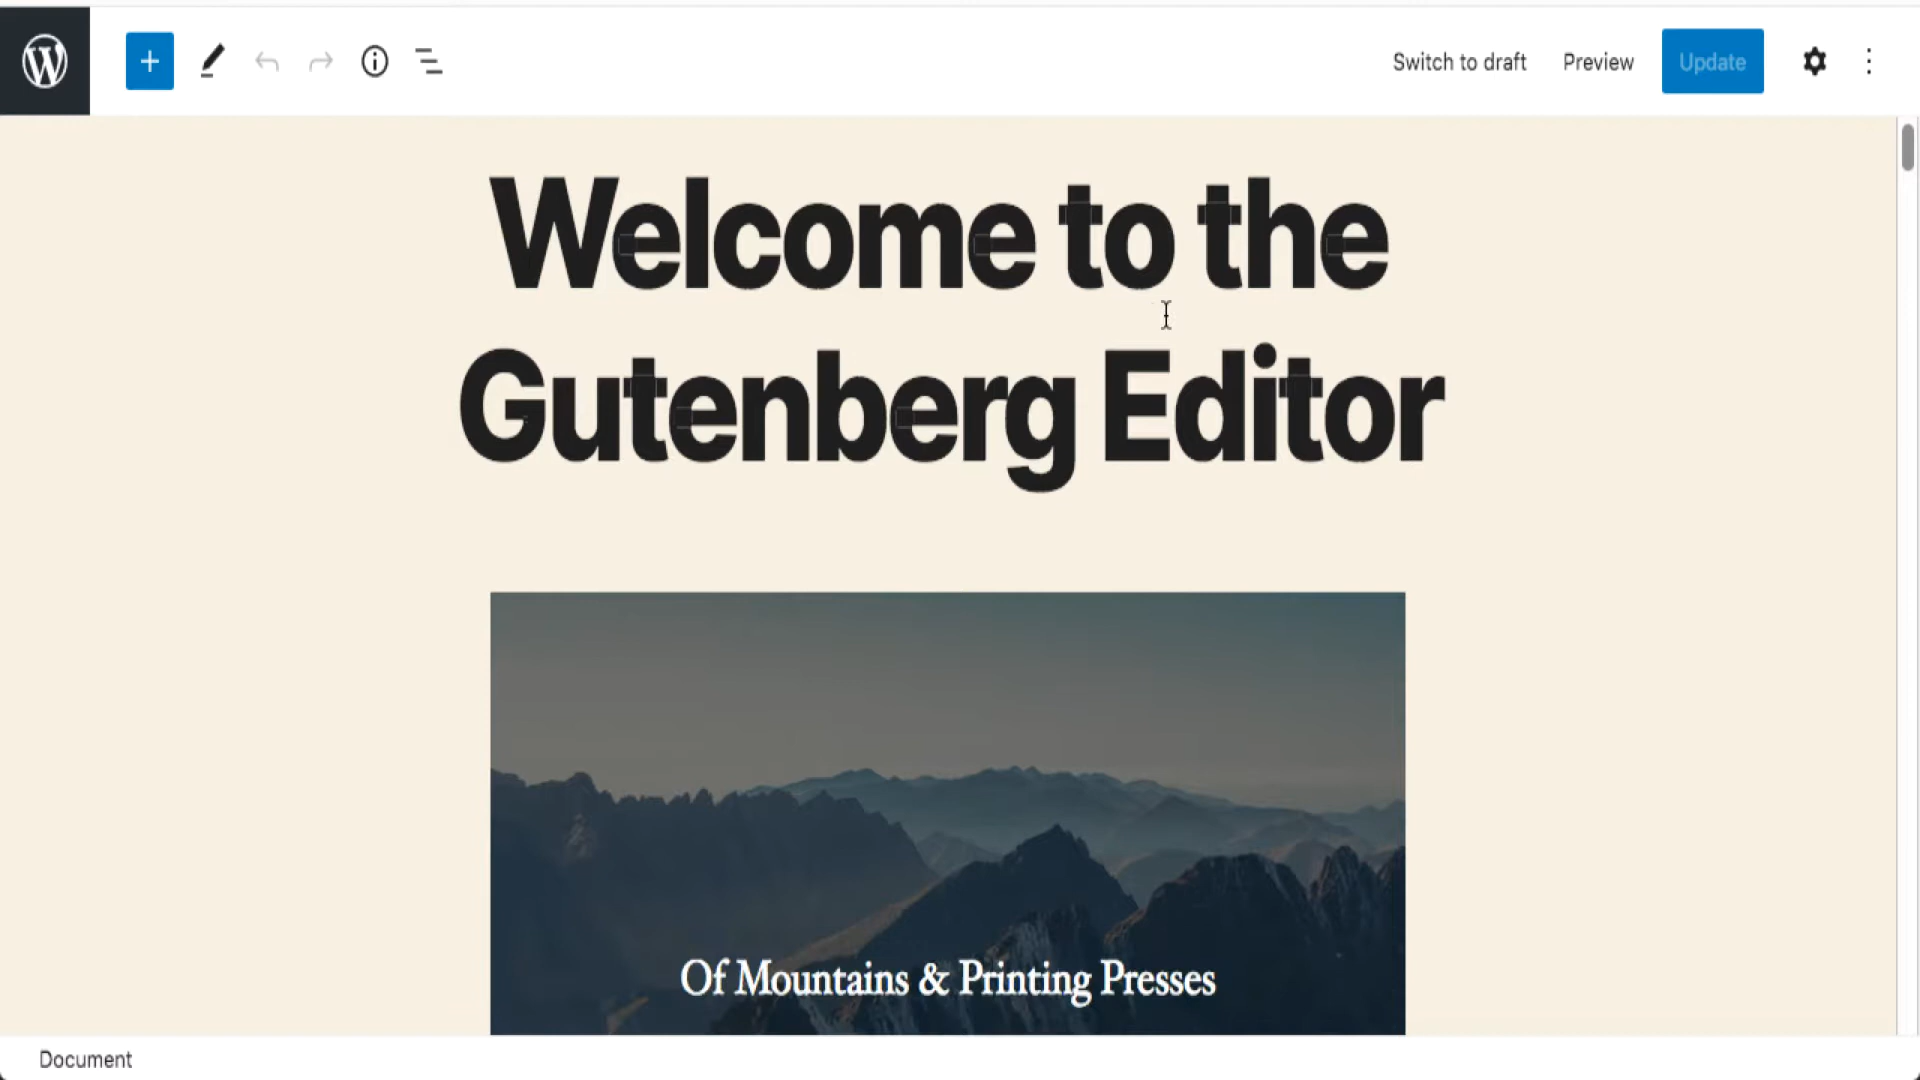 Switch to draft Preview Update
Welcome to the
Gutenberg Editor
Of Mountains & Printing Presses
Document